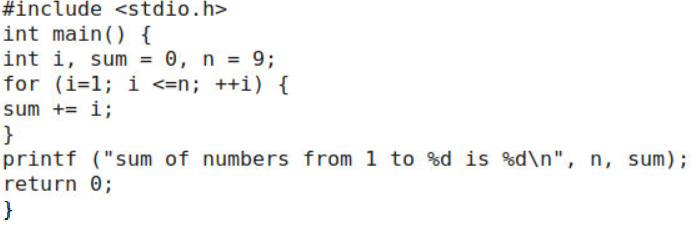 #include <stdio.h>
int main() {
int i, sum = 0, n = 9;
for (i=1; i <=n; ++i) {
sum += i;
}
printf ("sum of numbers from 1 to %d is %d\n", n, sum);
return 0;
}